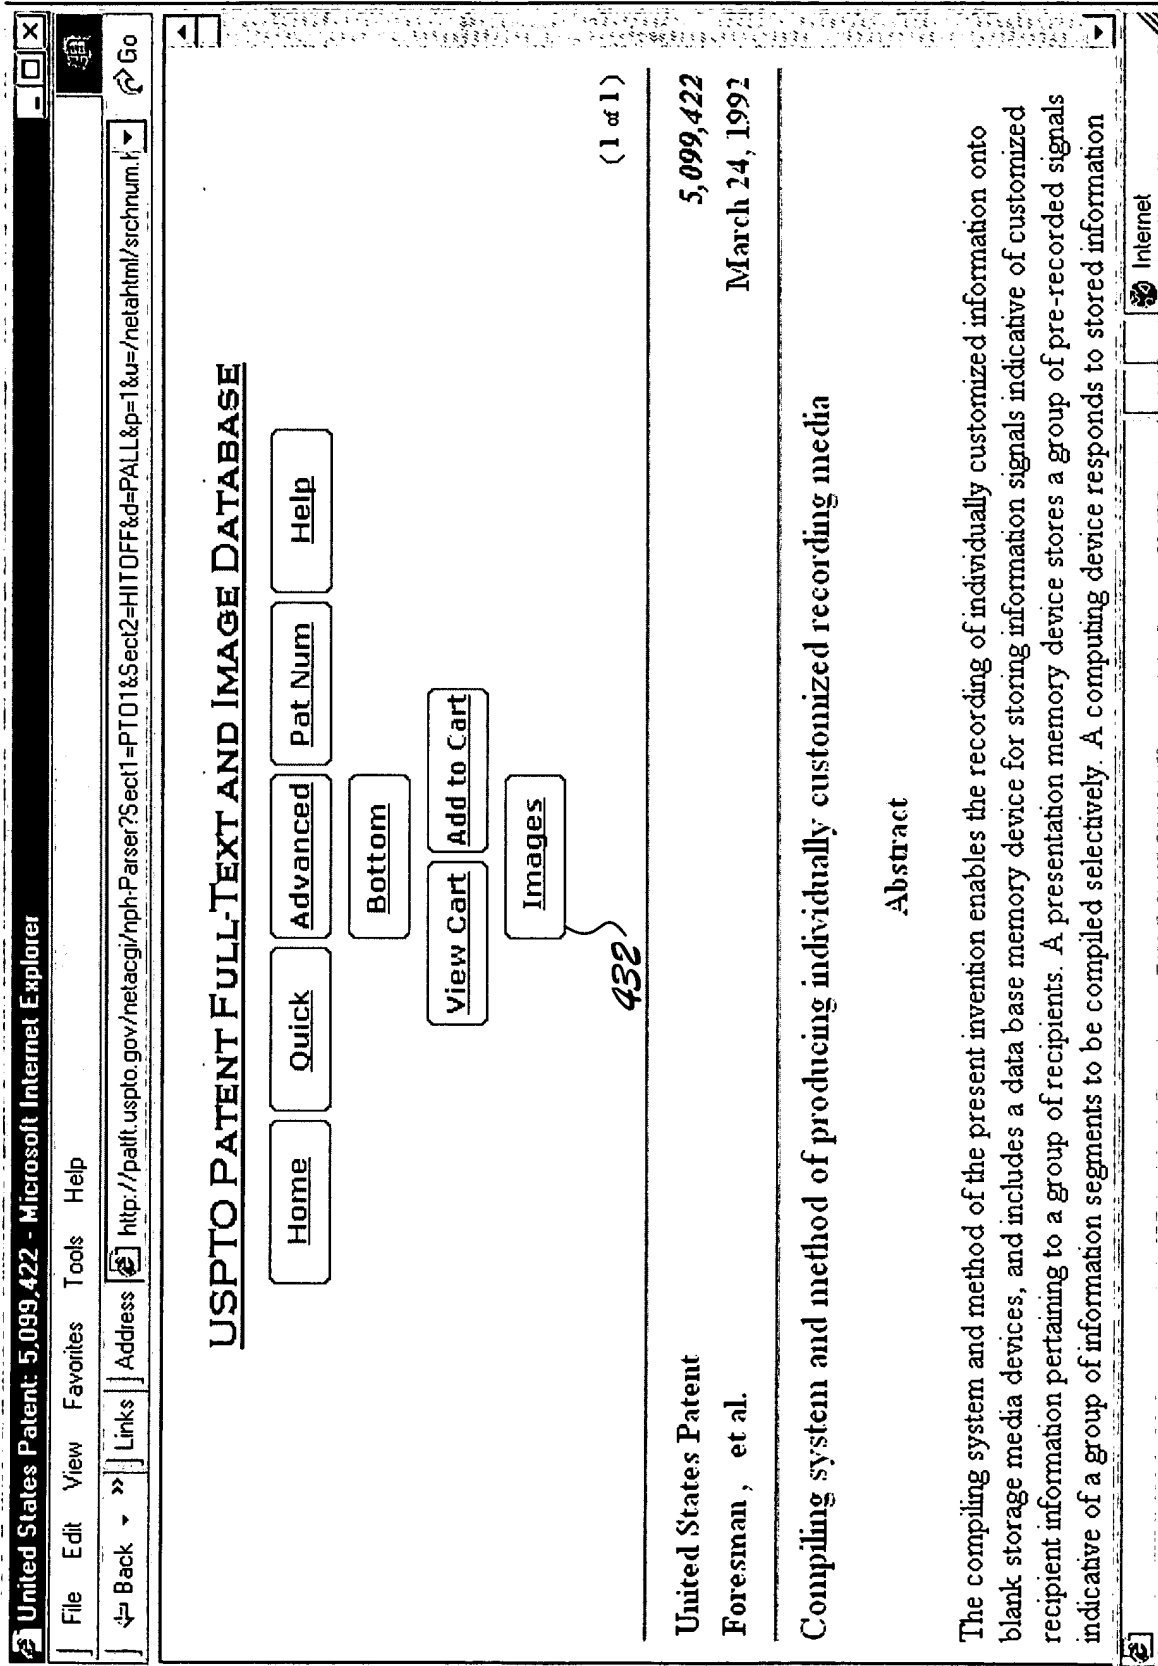 United States Patent: 5,099,422 - Microsoft Internet Explorer
File Edit View Favorites Tools Help
Back » Links Address http://patft.uspto.gov/netacgi/nph-Parser?Sect1=PTO1&Sect2=HITOFF&d=PALL&p=1&u=/netahtml/srchnum.h Go
USPTO PATENT FULL-TEXT AND IMAGE DATABASE
Home Quick Advanced Pat Num Help
Bottom
View Cart Add to Cart
Images
432
(1 of 1)
United States Patent 5,099,422
Foresman, et al. March 24, 1992
Compiling system and method of producing individually customized recording media
Abstract
The compiling system and method of the present invention enables the recording of individually customized information onto
blank storage media devices, and includes a data base memory device for storing information signals indicative of customized
recipient information pertaining to a group of recipients. A presentation memory device stores a group of pre-recorded signals
indicative of a group of information segments to be compiled selectively. A computing device responds to stored information
Internet